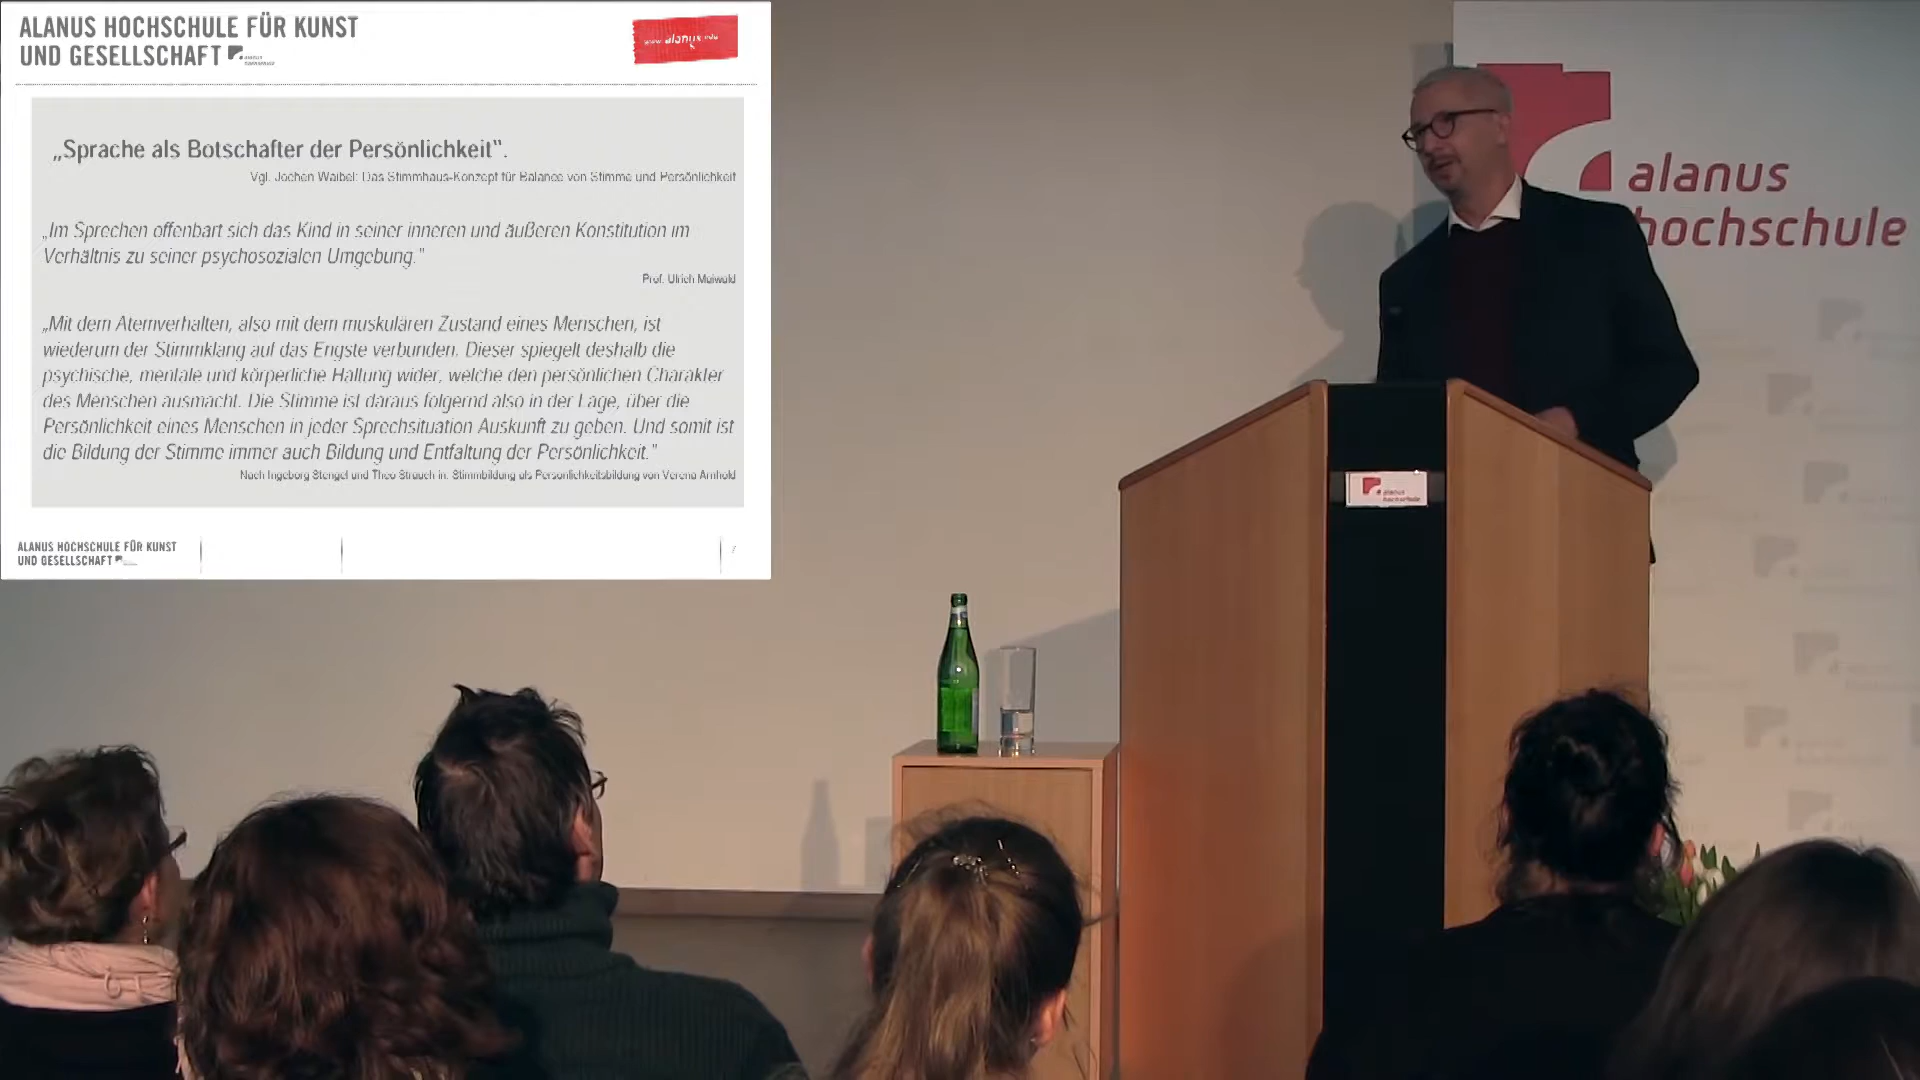 ALANUS HOCHSCHULE FÜR KUNST
UND GESELLSCHAFT
www.alanus.edu
„Sprache als Botschafter der Persönlichkeit“.
Vgl. Jochen Waibel: Das Stimmhaus-Konzept für Balance von Stimme und Persönlichkeit
„Im Sprechen offenbart sich das Kind in seiner inneren und äußeren Konstitution im
Verhältnis zu seiner psychosozialen Umgebung."
Prof. Ulrich Maiwald
„Mit dem Atemverhalten, also mit dem muskulären Zustand eines Menschen, ist
wiederum der Stimmklang auf das Engste verbunden. Dieser spiegelt deshalb die
psychische, mentale und körperliche Haltung wider, welche den persönlichen Charakter
des Menschen ausmacht. Die Stimme ist daraus folgernd also in der Lage, über die
Persönlichkeit eines Menschen in jeder Sprechsituation Auskunft zu geben. Und somit ist
die Bildung der Stimme immer auch Bildung und Entfaltung der Persönlichkeit."
Nach Ingeborg Stengel und Theo Strauch in: Stimmbildung als Persönlichkeitsbildung von Verena Arnhold
ALANUS HOCHSCHULE FÜR KUNST
UND GESELLSCHAFT
7
alanus
hochschule
alanus
hochschule